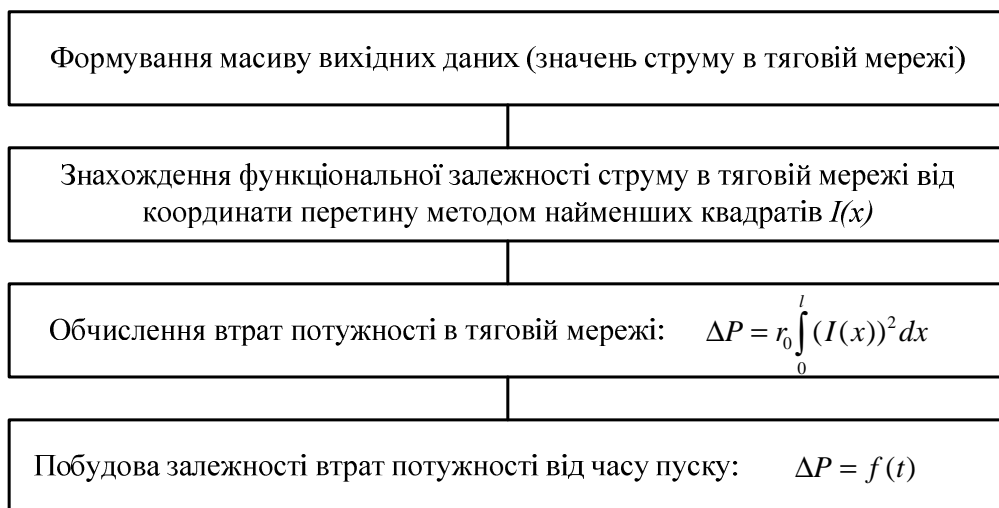 Формування масиву вихідних даних (значень струму в тяговій мережі)
Знаходження функціональної залежності струму в тяговій мережі від
координати перетину методом найменших квадратів I(x)
Обчислення втрат потужності в тяговій мережі: ΔP = r₀∫₀ˡ(I(x))²dx
Побудова залежності втрат потужності від часу пуску: ΔP = f(t)